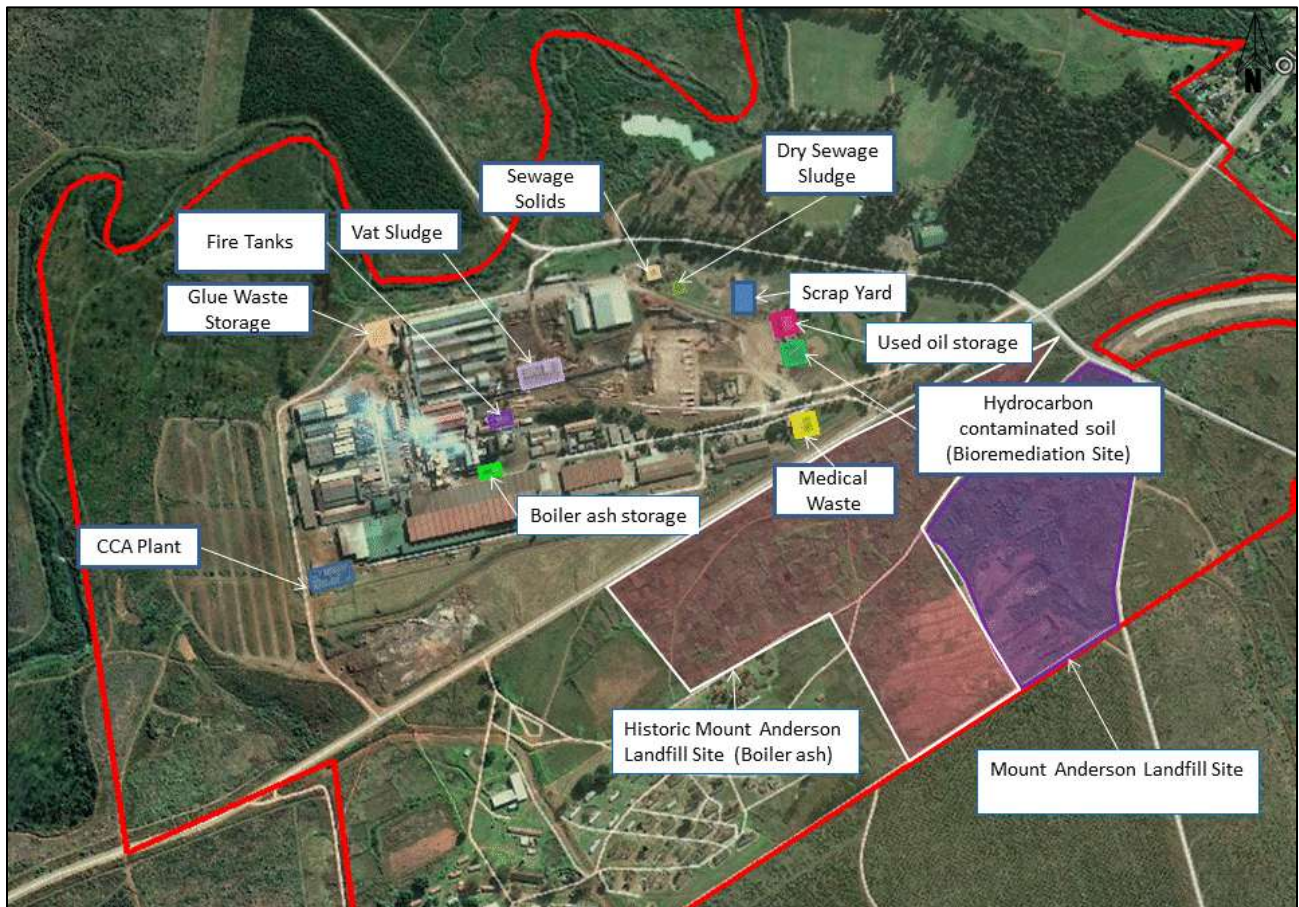 N
Dry Sewage
Sludge
Sewage
Solids
Fire Tanks
Vat Sludge
Glue Waste
Storage
Scrap Yard
Used oil storage
Hydrocarbon
contaminated soil
(Bioremediation Site)
Medical
Waste
Boiler ash storage
CCA Plant
Historic Mount Anderson
Landfill Site (Boiler ash)
Mount Anderson Landfill Site